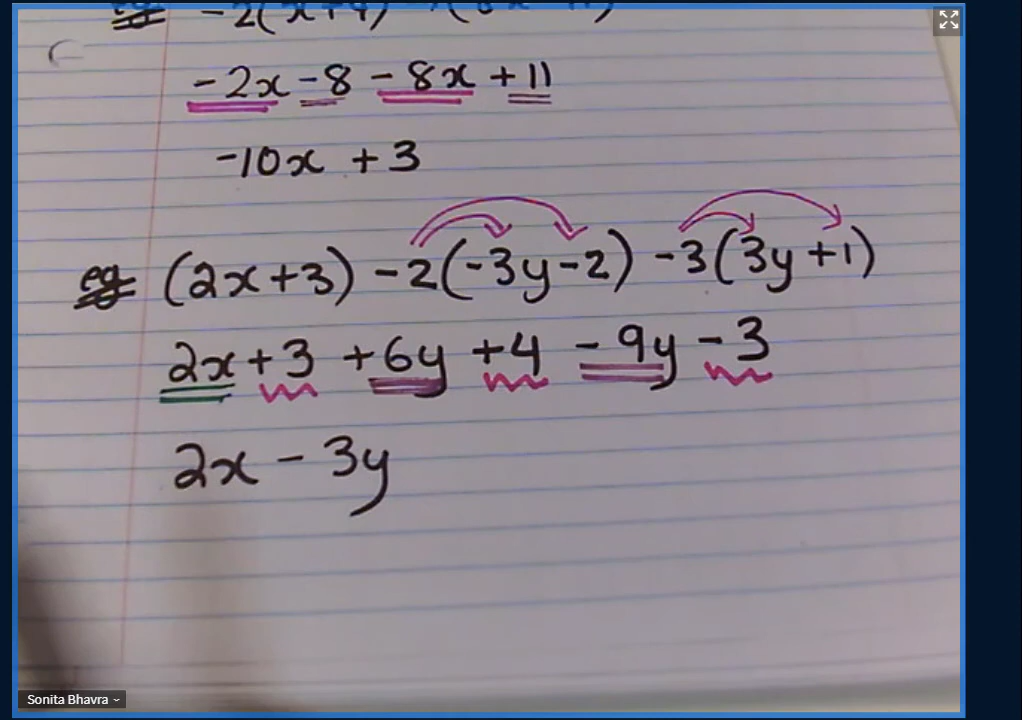 -2x -8 - 8x + 11
-10x + 3
eg (2x+3) -2(-3y-2) -3(3y+1)
2x +3 +6y +4 -9y -3
2x - 3y
Sonita Bhavra